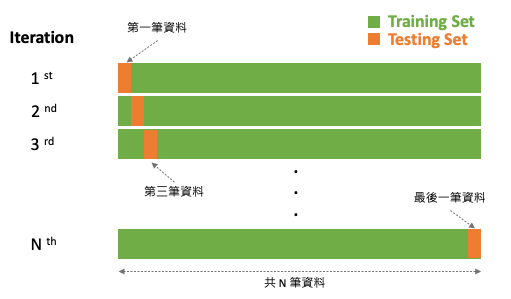 Training Set
Testing Set
Iteration
第一筆資料
1 st
2 nd
3 rd
第三筆資料
最後一筆資料
N th
共 N 筆資料